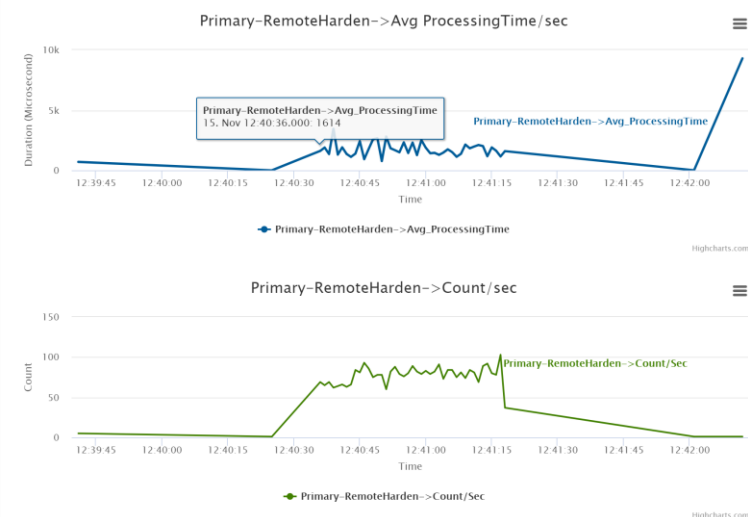 Primary-RemoteHarden->Avg ProcessingTime/sec
10k
5k
0
Duration (Microsecond)
Primary-RemoteHarden->Avg_ProcessingTime
15. Nov 12:40:36.000: 1614
Primary-RemoteHarden->Avg_ProcessingTime
12:39:45 12:40:00 12:40:15 12:40:30 12:40:45 12:41:00 12:41:15 12:41:30 12:41:45 12:42:00
Time
Primary-RemoteHarden->Avg_ProcessingTime
Highcharts.com
Primary-RemoteHarden->Count/sec
150
100
50
0
Count
Primary-RemoteHarden->Count/Sec
12:39:45 12:40:00 12:40:15 12:40:30 12:40:45 12:41:00 12:41:15 12:41:30 12:41:45 12:42:00
Time
Primary-RemoteHarden->Count/Sec
Highcharts.com